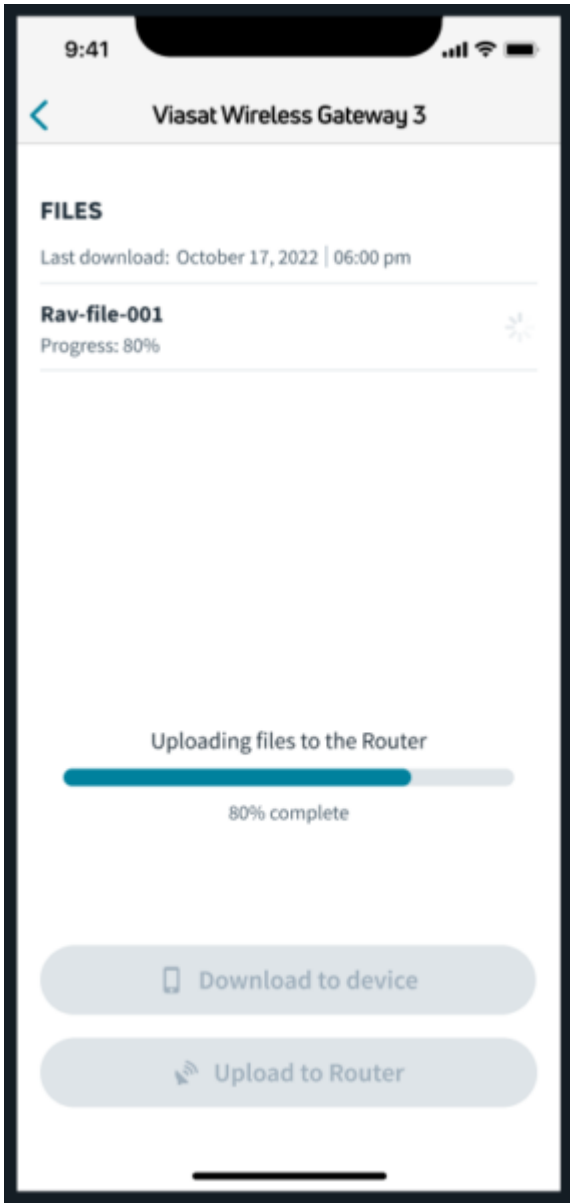 9:41
Viasat Wireless Gateway 3
FILES
Last download: October 17, 2022 | 06:00 pm
Rav-file-001
Progress: 80%
Uploading files to the Router
80% complete
Download to device
Upload to Router